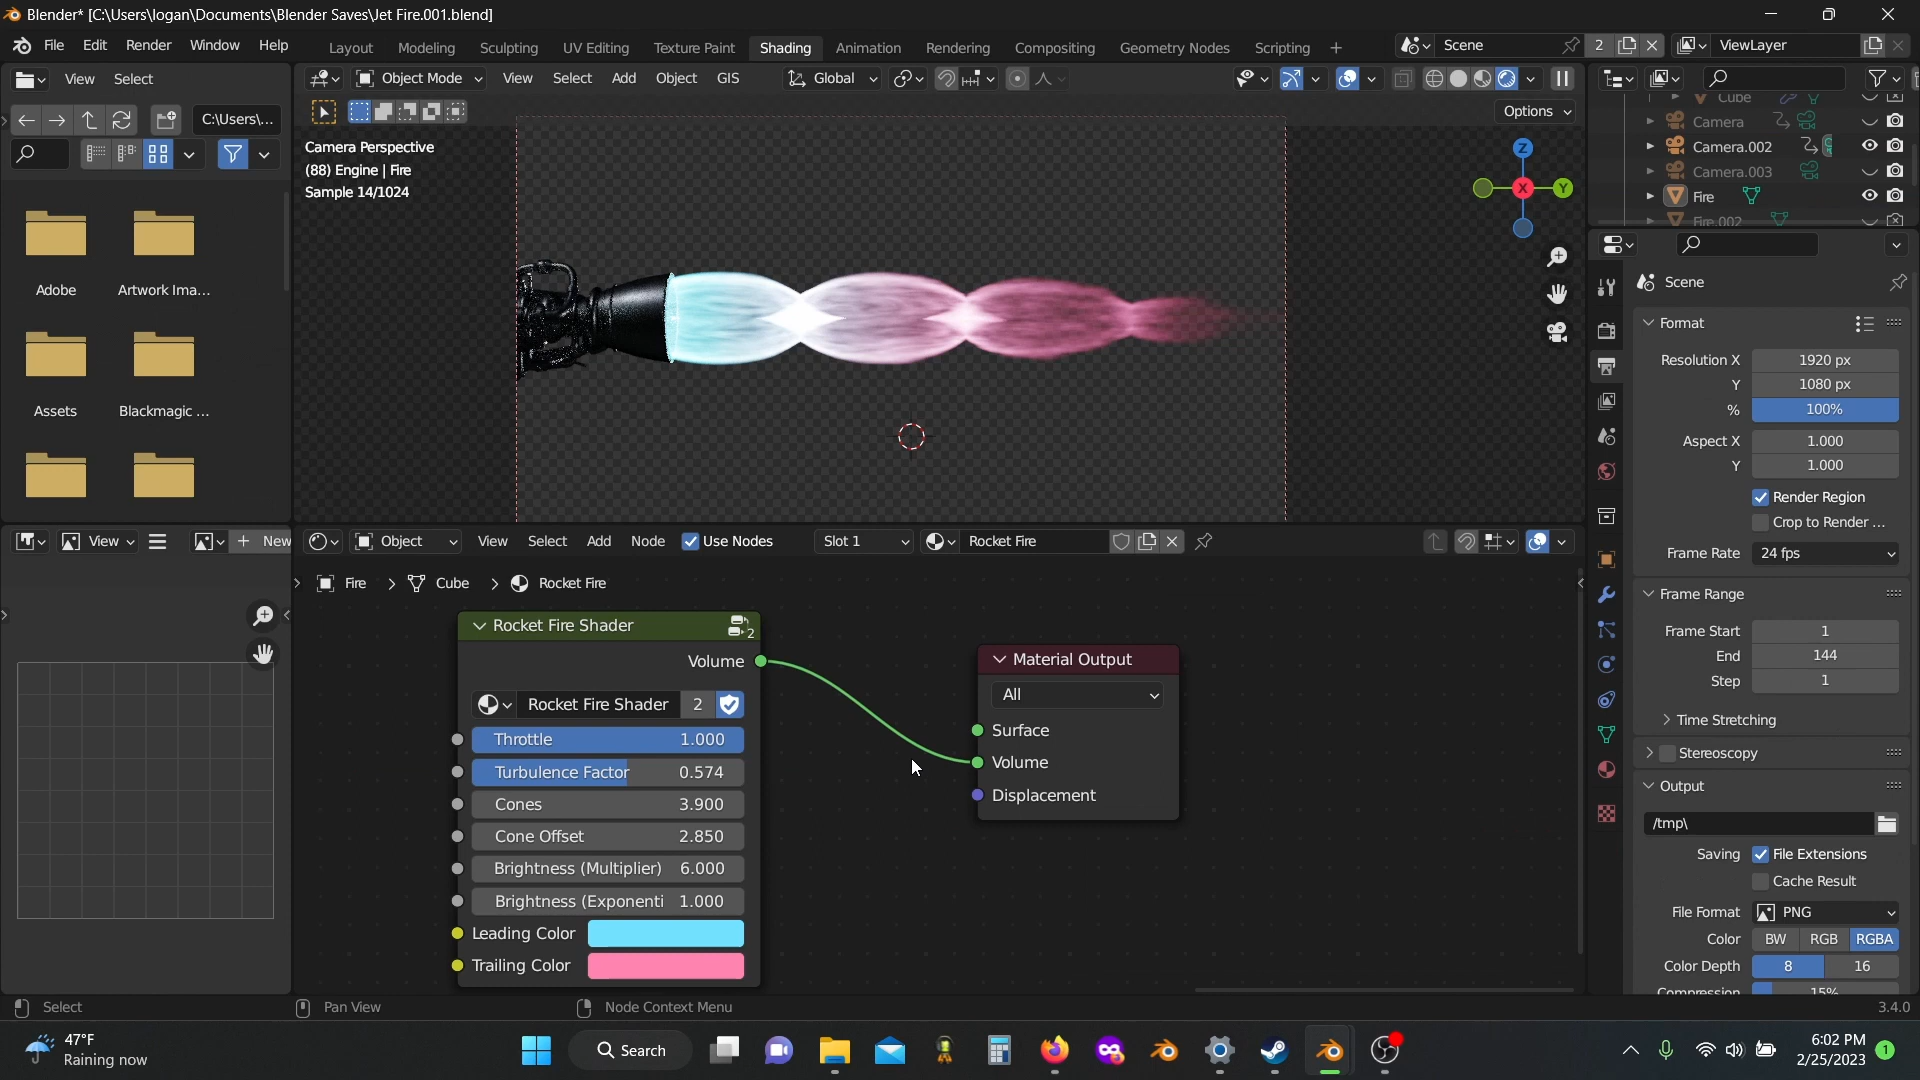 Blender* [C:\Users\logan\Documents\Blender Saves\Jet Fire.001.blend]
File Edit Render Window Help
Layout Modeling Sculpting UV Editing Texture Paint Shading Animation Rendering Compositing Geometry Nodes Scripting +
Scene 2 ViewLayer
View Select
Object Mode View Select Add Object GIS Global
C:\Users\...
Options
Camera Perspective
(88) Engine | Fire
Sample 14/1024
Z
X
Y
Cube
Camera
Camera.002
Camera.003
Fire
Fire.002
Adobe
Artwork Ima...
Assets
Blackmagic ...
Scene
Format
Resolution X 1920 px
Y 1080 px
% 100%
Aspect X 1.000
Y 1.000
Render Region
Crop to Render ...
Frame Rate 24 fps
Frame Range
Frame Start 1
End 144
Step 1
Time Stretching
Stereoscopy
Output
/tmp\
Saving File Extensions
Cache Result
File Format PNG
Color BW RGB RGBA
Color Depth 8 16
Compression 15%
View + New
Object View Select Add Node Use Nodes Slot 1 Rocket Fire
Fire > Cube > Rocket Fire
Rocket Fire Shader 2
Volume
Rocket Fire Shader 2
Throttle 1.000
Turbulence Factor 0.574
Cones 3.900
Cone Offset 2.850
Brightness (Multiplier) 6.000
Brightness (Exponenti 1.000
Leading Color
Trailing Color
Material Output
All
Surface
Volume
Displacement
Select
Pan View
Node Context Menu
3.4.0
47°F
Raining now
Search
6:02 PM
2/25/2023
1